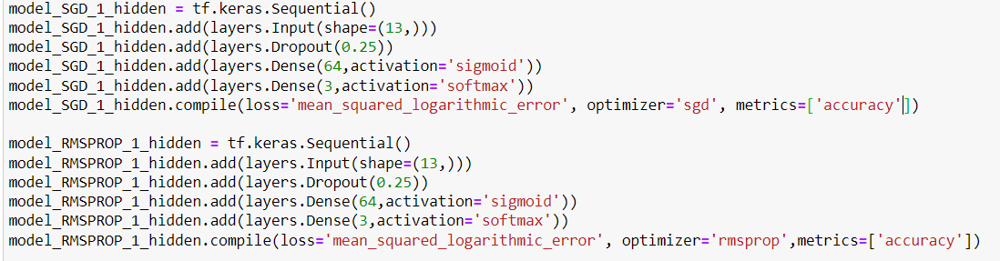 model_SGD_1_hidden = tf.keras.Sequential()
model_SGD_1_hidden.add(layers.Input(shape=(13,)))
model_SGD_1_hidden.add(layers.Dropout(0.25))
model_SGD_1_hidden.add(layers.Dense(64,activation='sigmoid'))
model_SGD_1_hidden.add(layers.Dense(3,activation='softmax'))
model_SGD_1_hidden.compile(loss='mean_squared_logarithmic_error', optimizer='sgd', metrics=['accuracy'])
model_RMSPROP_1_hidden = tf.keras.Sequential()
model_RMSPROP_1_hidden.add(layers.Input(shape=(13,)))
model_RMSPROP_1_hidden.add(layers.Dropout(0.25))
model_RMSPROP_1_hidden.add(layers.Dense(64,activation='sigmoid'))
model_RMSPROP_1_hidden.add(layers.Dense(3,activation='softmax'))
model_RMSPROP_1_hidden.compile(loss='mean_squared_logarithmic_error', optimizer='rmsprop',metrics=['accuracy'])